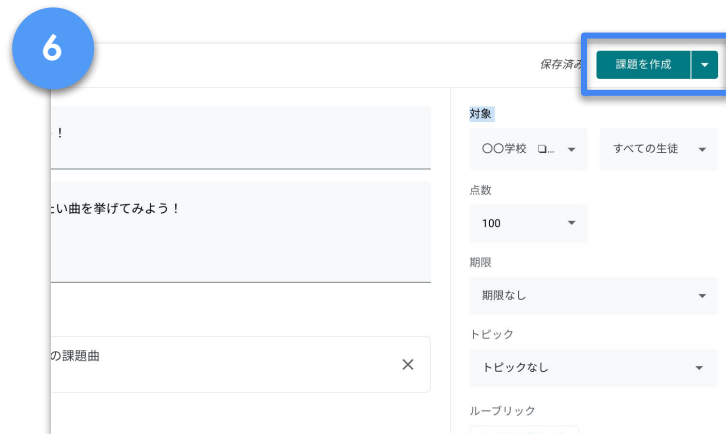 6
保存済み
課題を作成
対象
！
〇〇学校 ロ...
すべての生徒
点数
たい曲を挙げてみよう！
100
期限
期限なし
トピック
の課題曲
トピックなし
ルーブリック